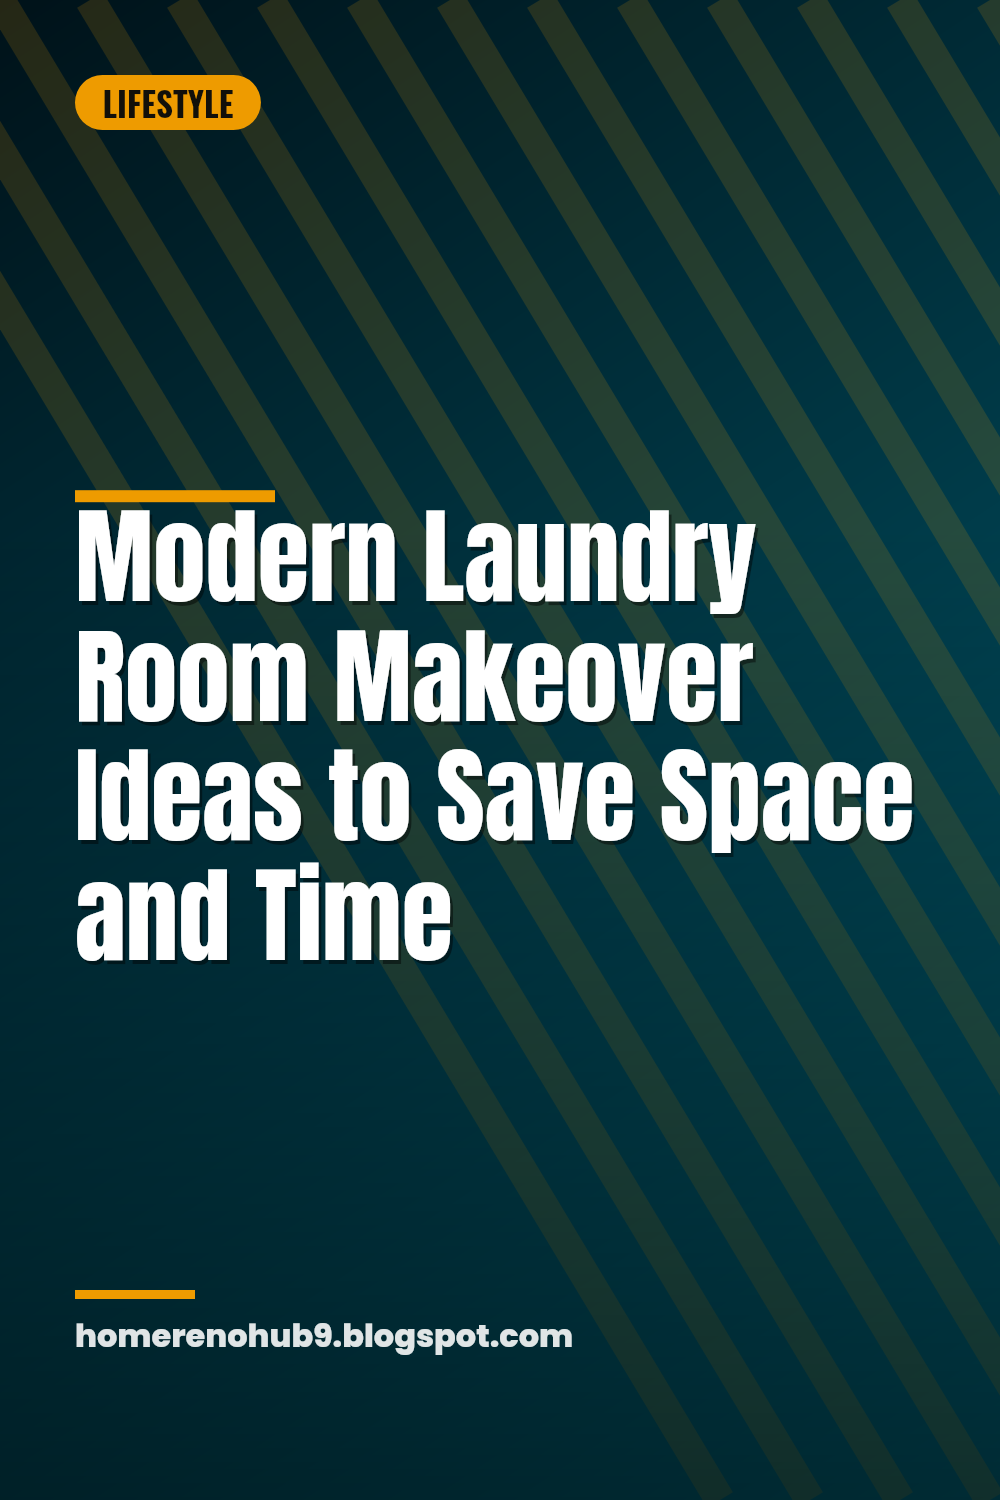 LIFESTYLE
Modern Laundry
Room Makeover
Ideas to Save Space
and Time
homerenohub9.blogspot.com